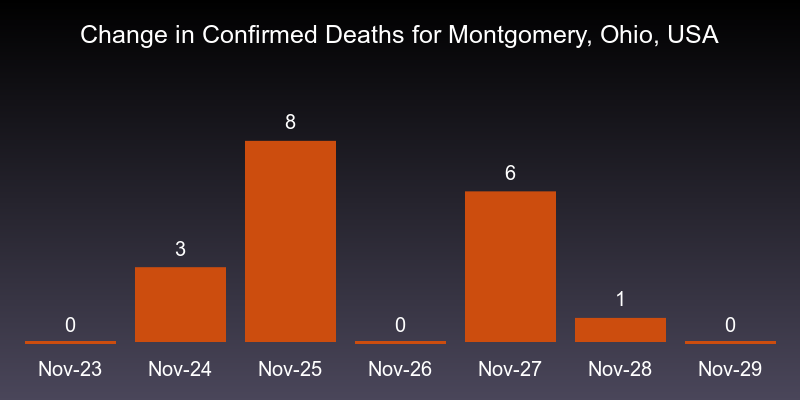 Change in Confirmed Deaths for Montgomery, Ohio, USA
8
6
3
1
0 0 0
Nov-23 Nov-24 Nov-25 Nov-26 Nov-27 Nov-28 Nov-29